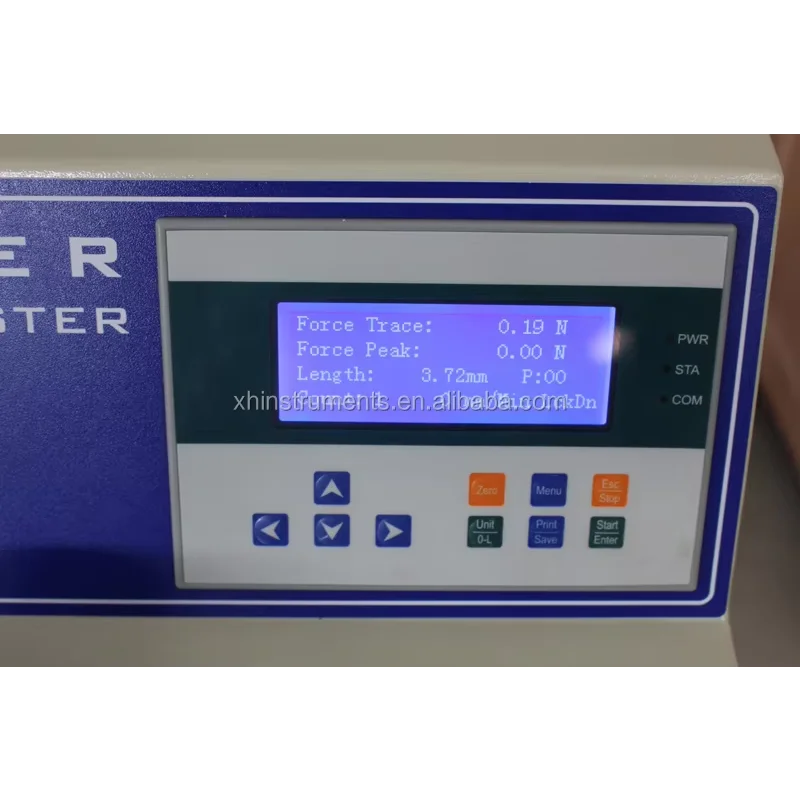 ER
STER
Force Trace: 0.19 N
Force Peak: 0.00 N
Length: 3.72mm P:00
xhinstruments.en.alibaba.com
PWR
STA
COM
Zero
Menu
Esc
Stop
Unit
0-L
Print
Save
Start
Enter